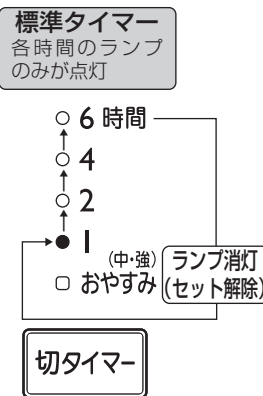 標準タイマー
各時間のランプ
のみが点灯
6 時間
4
2
1
(中・強)
おやすみ
ランプ消灯
(セット解除)
切タイマー